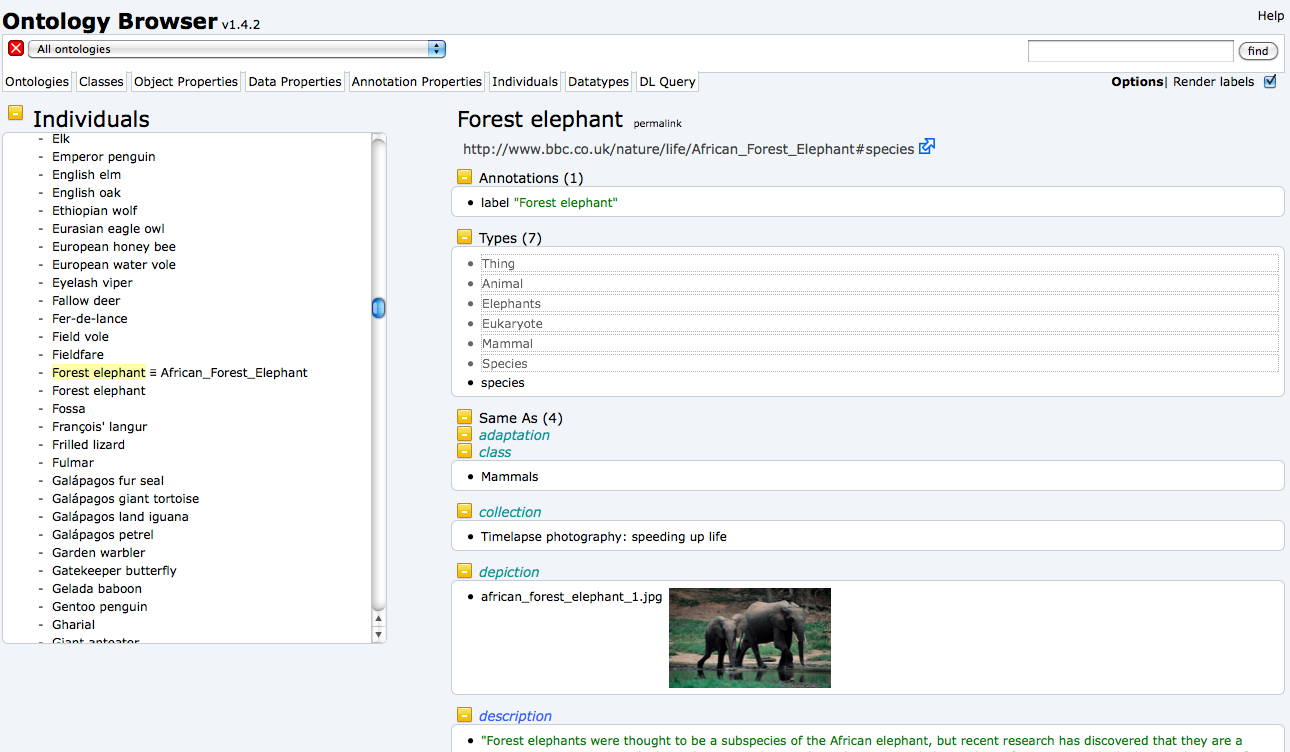 Ontology Browser v1.4.2
Help
All ontologies
find
Ontologies Classes Object Properties Data Properties Annotation Properties Individuals Datatypes DL Query
Options| Render labels
Individuals
- Elk
- Emperor penguin
- English elm
- English oak
- Ethiopian wolf
- Eurasian eagle owl
- European honey bee
- European water vole
- Eyelash viper
- Fallow deer
- Fer-de-lance
- Field vole
- Fieldfare
- Forest elephant ≡ African_Forest_Elephant
- Forest elephant
- Fossa
- François' langur
- Frilled lizard
- Fulmar
- Galápagos fur seal
- Galápagos giant tortoise
- Galápagos land iguana
- Galápagos petrel
- Garden warbler
- Gatekeeper butterfly
- Gelada baboon
- Gentoo penguin
- Gharial
- Giant anteater
Forest elephant permalink
http://www.bbc.co.uk/nature/life/African_Forest_Elephant#species
Annotations (1)
• label "Forest elephant"
Types (7)
• Thing
• Animal
• Elephants
• Eukaryote
• Mammal
• Species
• species
Same As (4)
adaptation
class
• Mammals
collection
• Timelapse photography: speeding up life
depiction
• african_forest_elephant_1.jpg
description
• "Forest elephants were thought to be a subspecies of the African elephant, but recent research has discovered that they are a